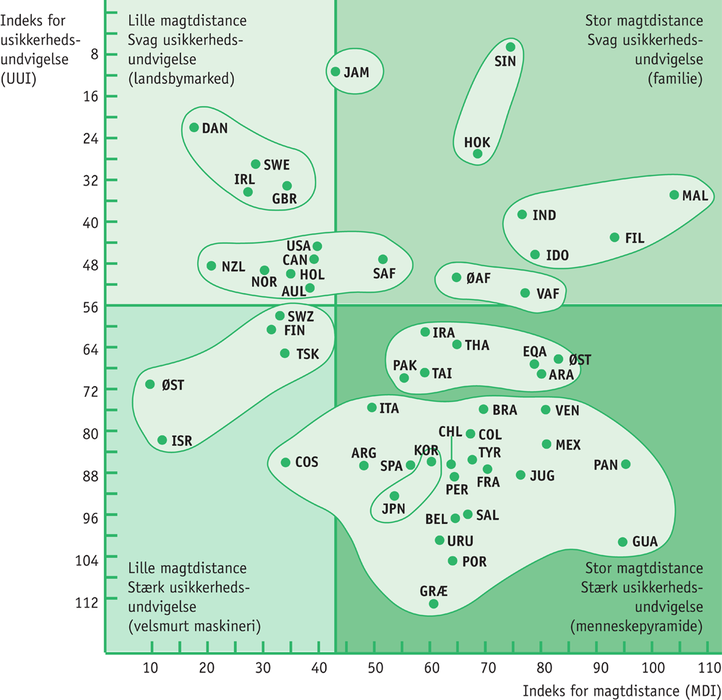 Indeks for
usikkerheds-
undvigelse
(UUI)
Lille magtdistance
Svag usikkerheds-
undvigelse
(landsbymarked)
Stor magtdistance
Svag usikkerheds-
undvigelse
(familie)
8
16
24
32
40
48
56
64
72
80
88
96
104
112
JAM
SIN
HOK
DAN
SWE
IRL
GBR
MAL
IND
FIL
IDO
USA
CAN
NZL
NOR
HOL
AUL
SAF
ØAF
VAF
SWZ
FIN
TSK
ØST
ISR
IRA
THA
EQA
ØST
PAK
TAI
ARA
ITA
BRA
VEN
CHL
COL
KOR
MEX
COS
ARG
SPA
TYR
PAN
FRA
JUG
PER
JPN
BEL
SAL
URU
GUA
POR
GRÆ
Lille magtdistance
Stærk usikkerheds-
undvigelse
(velsmurt maskineri)
Stor magtdistance
Stærk usikkerheds-
undvigelse
(menneskepyramide)
10 20 30 40 50 60 70 80 90 100 110
Indeks for magtdistance (MDI)